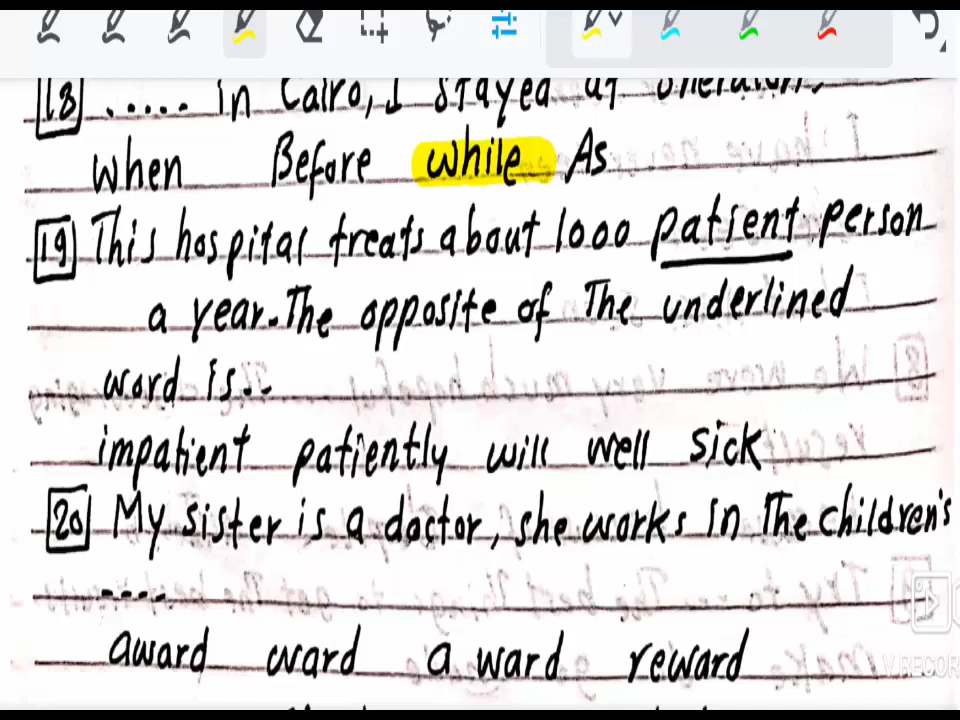 18 ..... in Cairo, I stayed at Sheraton.
When Before while As
19 This hospital treats about 1000 patient person
a year. The opposite of The underlined
word is...
impatient patiently will well sick
20 My sister is a doctor, she works in The children's
....
award ward a ward reward